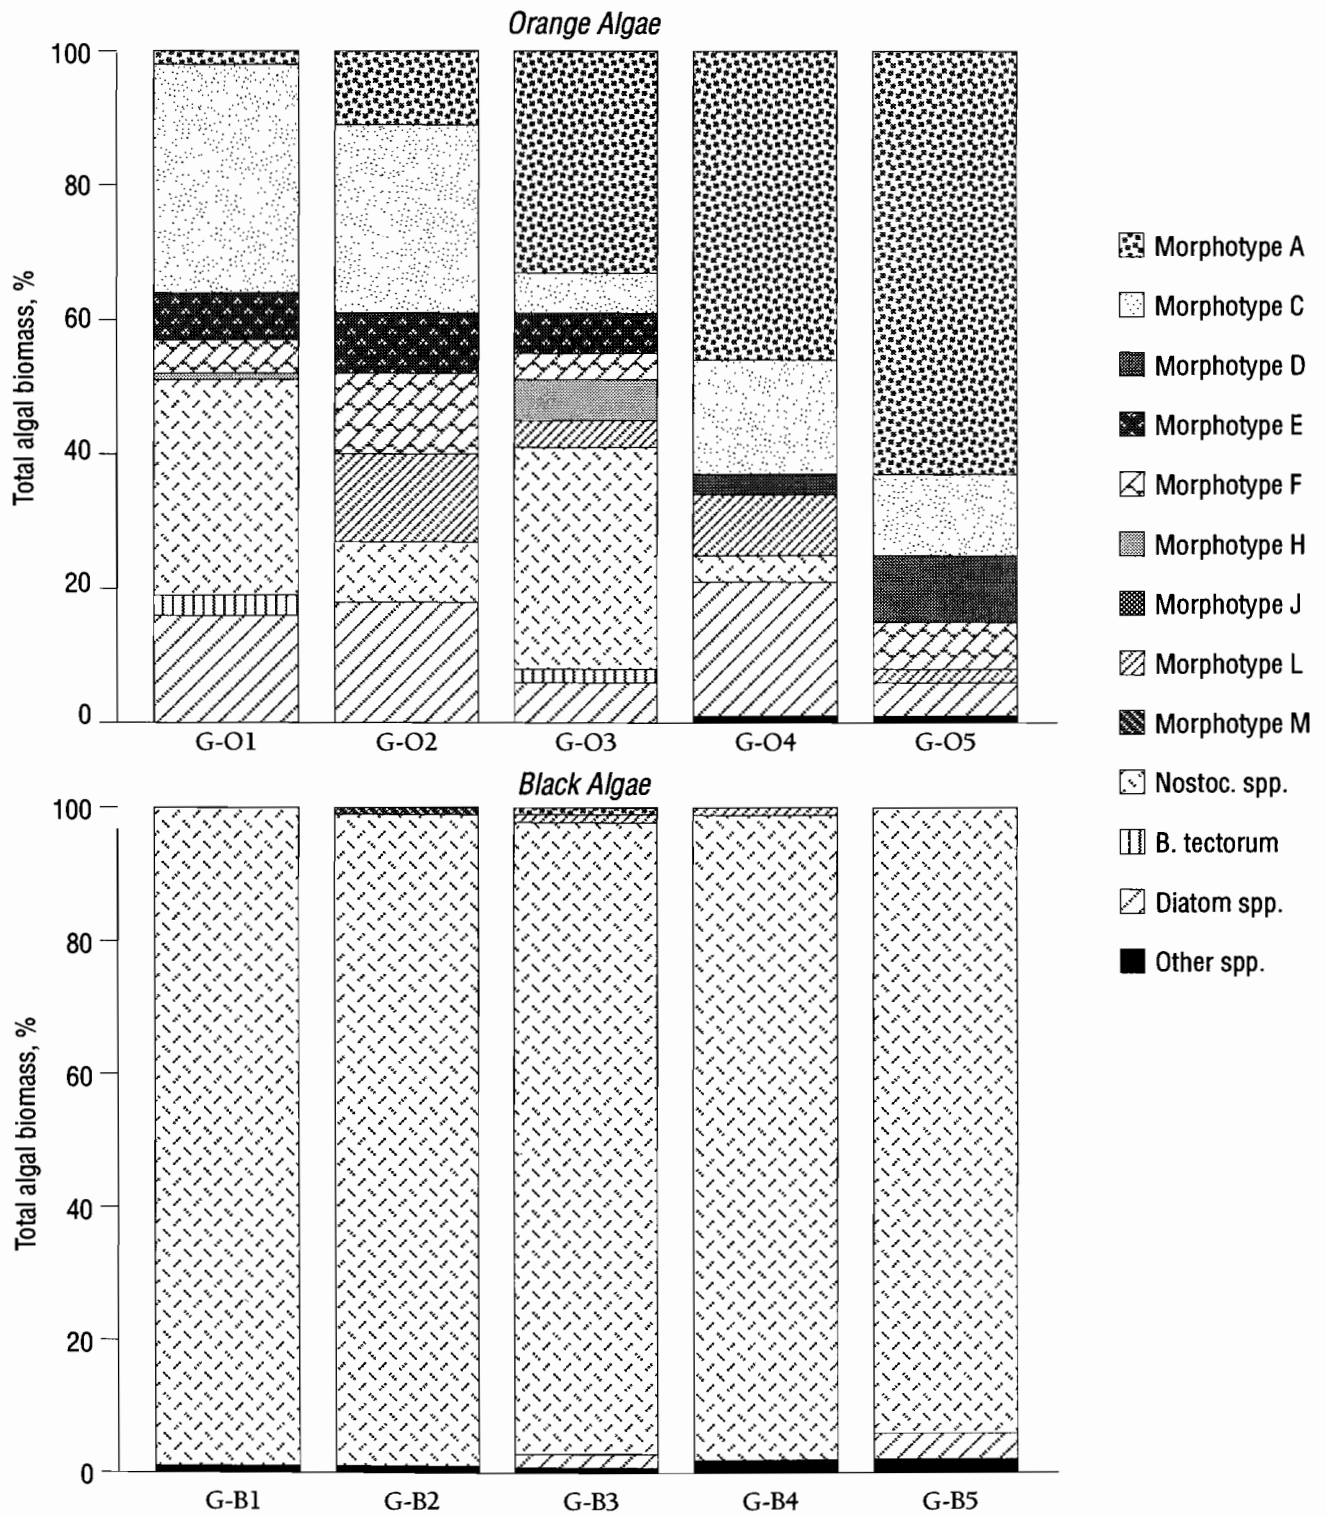 Orange Algae
Total algal biomass, %
100
80
60
40
20
0
G-O1 G-O2 G-O3 G-O4 G-O5
Black Algae
Total algal biomass, %
100
80
60
40
20
0
G-B1 G-B2 G-B3 G-B4 G-B5
Morphotype A
Morphotype C
Morphotype D
Morphotype E
Morphotype F
Morphotype H
Morphotype J
Morphotype L
Morphotype M
Nostoc. spp.
B. tectorum
Diatom spp.
Other spp.